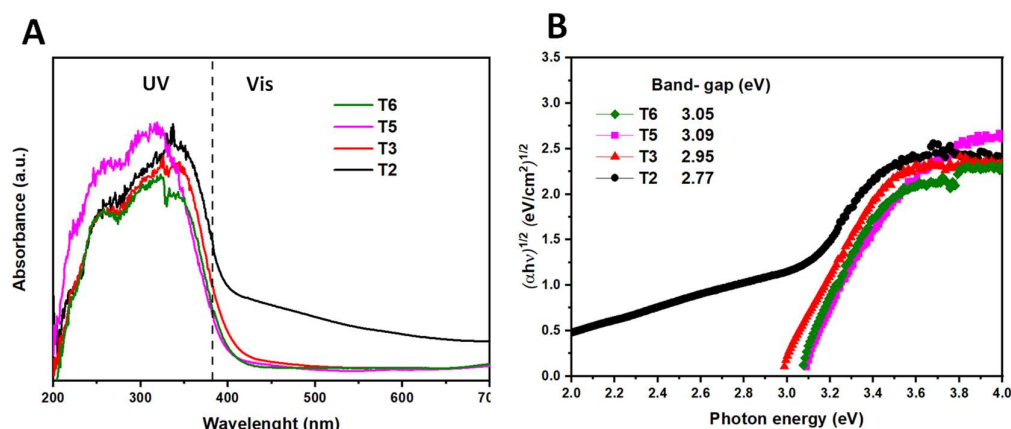 A
UV
Vis
T6
T5
T3
T2
Absorbance (a.u.)
200
300
400
500
600
70
Wavelenght (nm)
B
Band- gap (eV)
T6 3.05
T5 3.09
T3 2.95
T2 2.77
(αhν)1/2 (eV/cm2)1/2
3.5
3.0
2.5
2.0
1.5
1.0
0.5
0.0
2.0
2.2
2.4
2.6
2.8
3.0
3.2
3.4
3.6
3.8
4.0
Photon energy (eV)